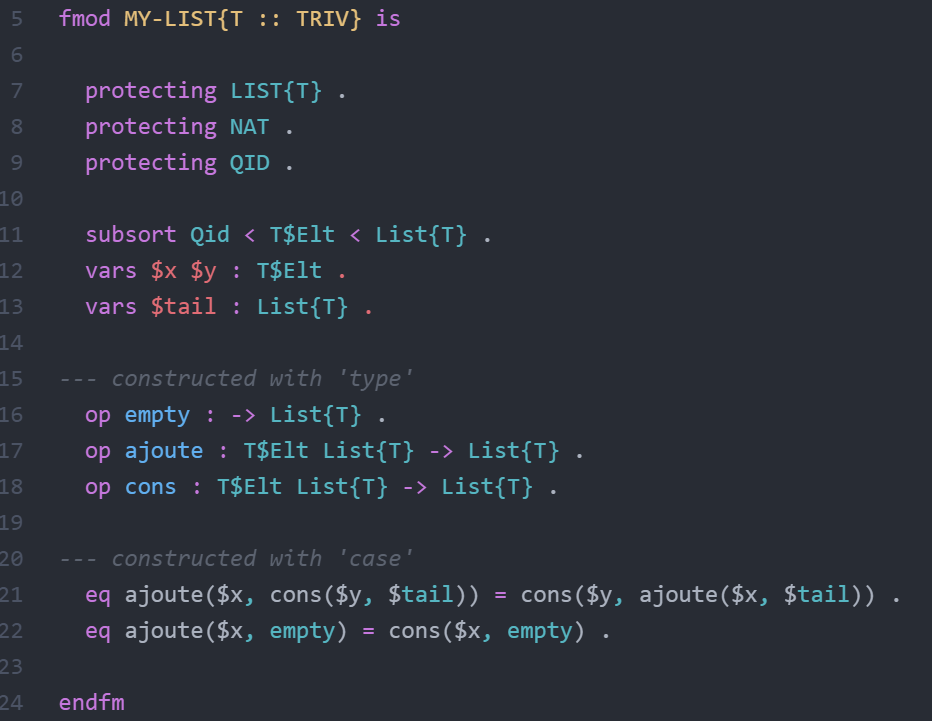 5 fmod MY-LIST{T :: TRIV} is
6
7 protecting LIST{T} .
8 protecting NAT .
9 protecting QID .
10
11 subsort Qid < T$Elt < List{T} .
12 vars $x $y : T$Elt .
13 vars $tail : List{T} .
14
15 --- constructed with 'type'
16 op empty : -> List{T} .
17 op ajoute : T$Elt List{T} -> List{T} .
18 op cons : T$Elt List{T} -> List{T} .
19
20 --- constructed with 'case'
21 eq ajoute($x, cons($y, $tail)) = cons($y, ajoute($x, $tail)) .
22 eq ajoute($x, empty) = cons($x, empty) .
23
24 endfm